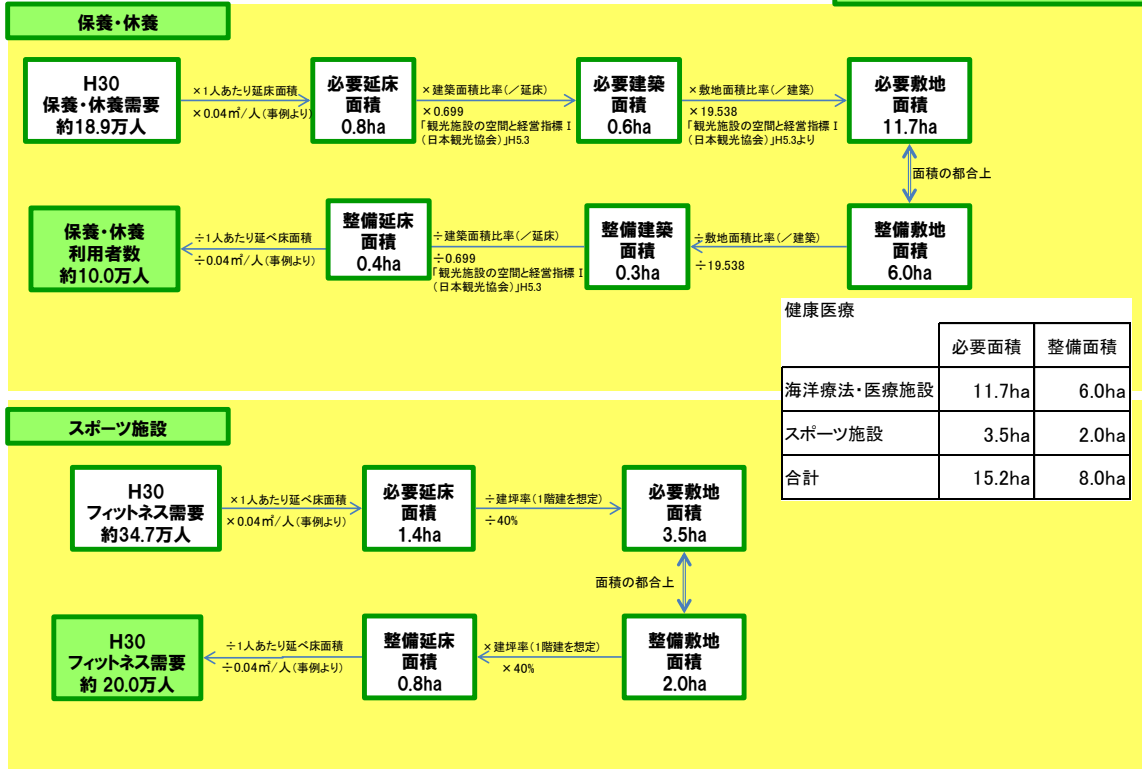 保養・休養
H30
保養・休養需要
約18.9万人
×1人あたり延床面積
×0.04㎡/人(事例より)
必要延床
面積
0.8ha
×建築面積比率(/延床)
×0.699
「観光施設の空間と経営指標Ⅰ
(日本観光協会)」H5.3
必要建築
面積
0.6ha
×敷地面積比率(/建築)
×19.538
「観光施設の空間と経営指標Ⅰ
(日本観光協会)」H5.3より
必要敷地
面積
11.7ha
面積の都合上
保養・休養
利用者数
約10.0万人
÷1人あたり延べ床面積
÷0.04㎡/人(事例より)
整備延床
面積
0.4ha
÷建築面積比率(/延床)
÷0.699
「観光施設の空間と経営指標Ⅰ
(日本観光協会)」H5.3
整備建築
面積
0.3ha
÷敷地面積比率(/建築)
÷19.538
整備敷地
面積
6.0ha
健康医療
必要面積 整備面積
海洋療法・医療施設 11.7ha 6.0ha
スポーツ施設 3.5ha 2.0ha
合計 15.2ha 8.0ha
スポーツ施設
H30
フィットネス需要
約34.7万人
×1人あたり延べ床面積
×0.04㎡/人(事例より)
必要延床
面積
1.4ha
÷建坪率(1階建を想定)
÷40%
必要敷地
面積
3.5ha
面積の都合上
H30
フィットネス需要
約 20.0万人
÷1人あたり延べ床面積
÷0.04㎡/人(事例より)
整備延床
面積
0.8ha
×建坪率(1階建を想定)
×40%
整備敷地
面積
2.0ha